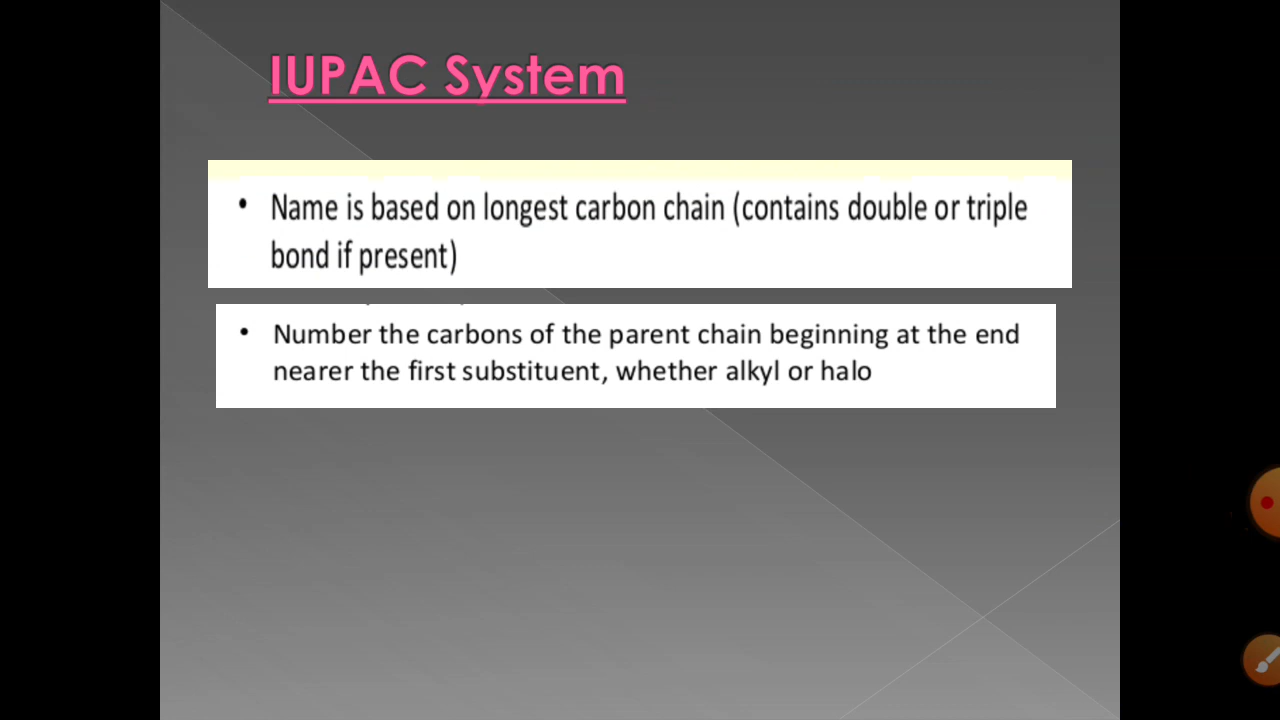 IUPAC System
• Name is based on longest carbon chain (contains double or triple
bond if present)
• Number the carbons of the parent chain beginning at the end
nearer the first substituent, whether alkyl or halo